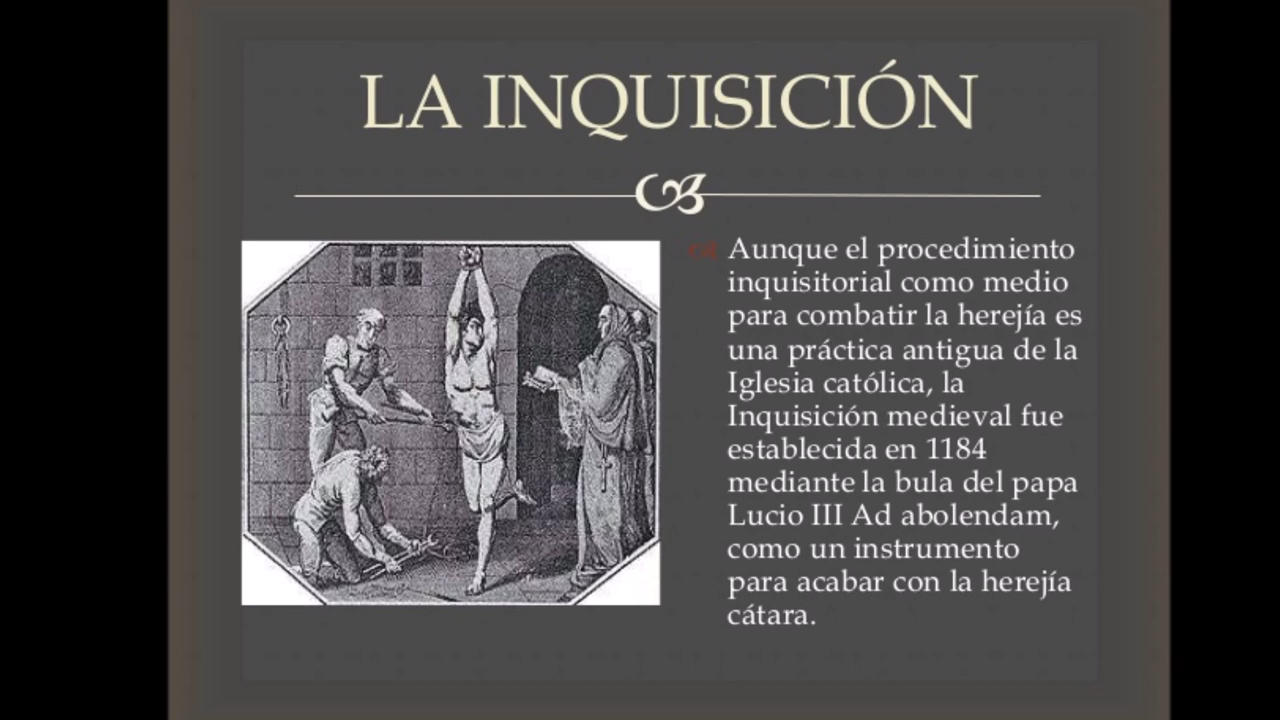 LA INQUISICIÓN
Aunque el procedimiento
inquisitorial como medio
para combatir la herejía es
una práctica antigua de la
Iglesia católica, la
Inquisición medieval fue
establecida en 1184
mediante la bula del papa
Lucio III Ad abolendam,
como un instrumento
para acabar con la herejía
cátara.